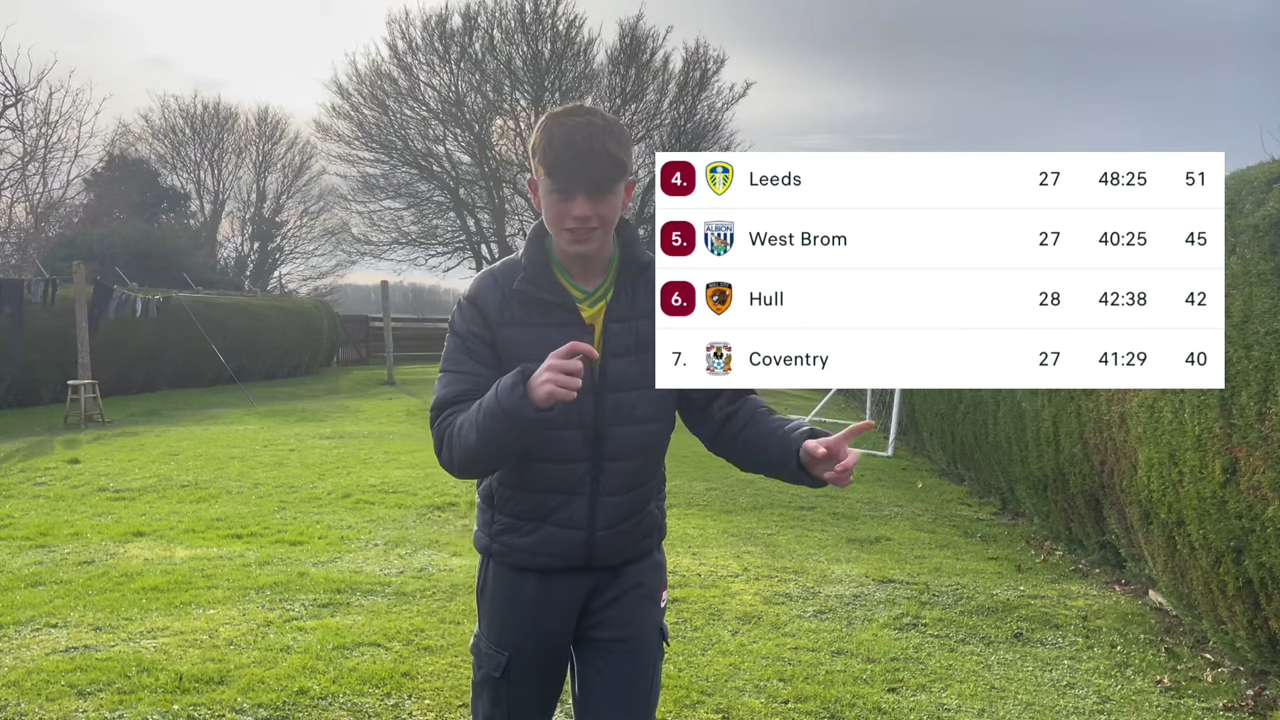 4. Leeds 27 48:25 51
5. ALBION West Brom 27 40:25 45
6. Hull 28 42:38 42
7. Coventry 27 41:29 40